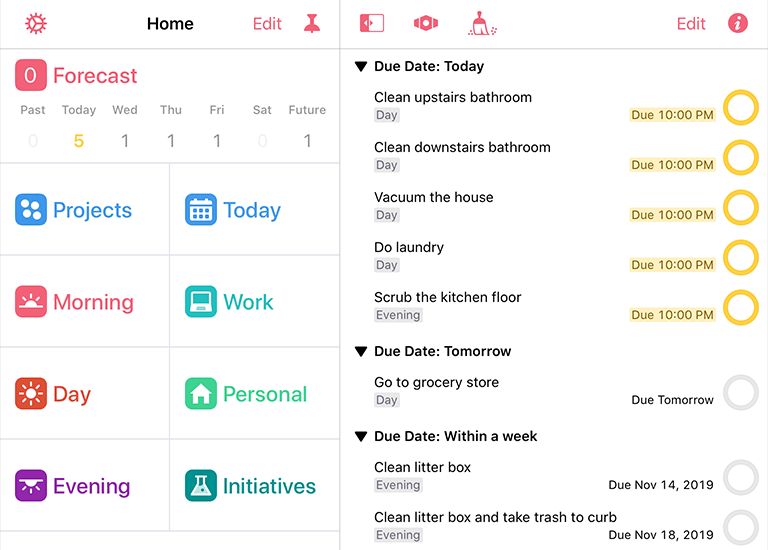 Home
Edit
0 Forecast
Past Today Wed Thu Fri Sat Future
0 5 1 1 1 0 1
Projects
Today
Morning
Work
Day
Personal
Evening
Initiatives
Edit
Due Date: Today
Clean upstairs bathroom
Day
Due 10:00 PM
Clean downstairs bathroom
Day
Due 10:00 PM
Vacuum the house
Day
Due 10:00 PM
Do laundry
Day
Due 10:00 PM
Scrub the kitchen floor
Evening
Due 10:00 PM
Due Date: Tomorrow
Go to grocery store
Day
Due Tomorrow
Due Date: Within a week
Clean litter box
Evening
Due Nov 14, 2019
Clean litter box and take trash to curb
Evening
Due Nov 18, 2019